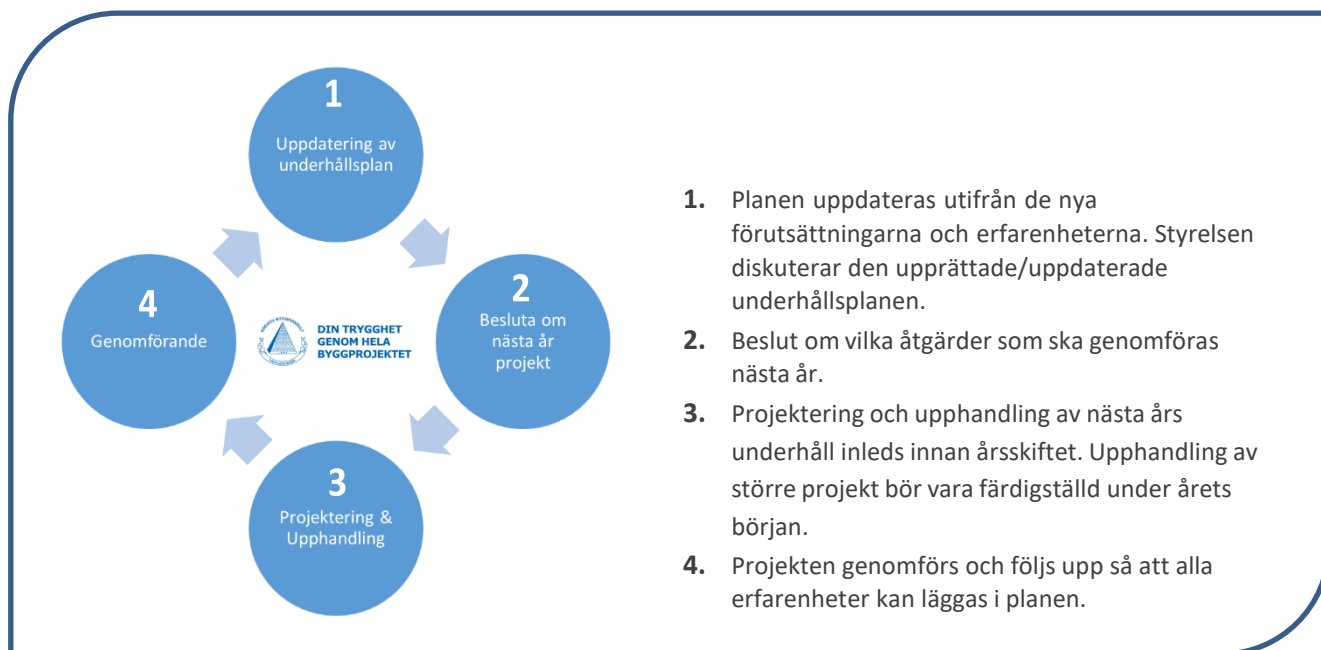 1
Uppdatering av
underhållsplan
2
Besluta om
nästa år
projekt
3
Projektering &
Upphandling
4
Genomförande
DIN TRYGGHET
GENOM HELA
BYGGPROJEKTET
1. Planen uppdateras utifrån de nya
förutsättningarna och erfarenheterna. Styrelsen
diskuterar den upprättade/uppdaterade
underhållsplanen.
2. Beslut om vilka åtgärder som ska genomföras
nästa år.
3. Projektering och upphandling av nästa års
underhåll inleds innan årsskiftet. Upphandling av
större projekt bör vara färdigställd under årets
början.
4. Projekten genomförs och följs upp så att alla
erfarenheter kan läggas i planen.